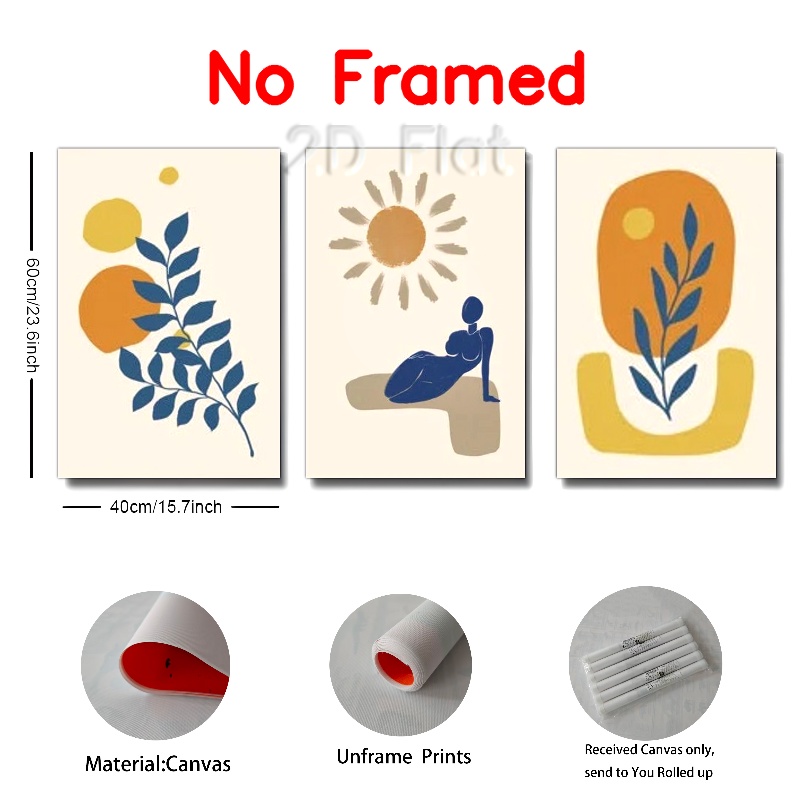 No Framed
2D Flat
60cm/23.6inch
40cm/15.7inch
Material:Canvas
Unframe Prints
Received Canvas only,
send to You Rolled up